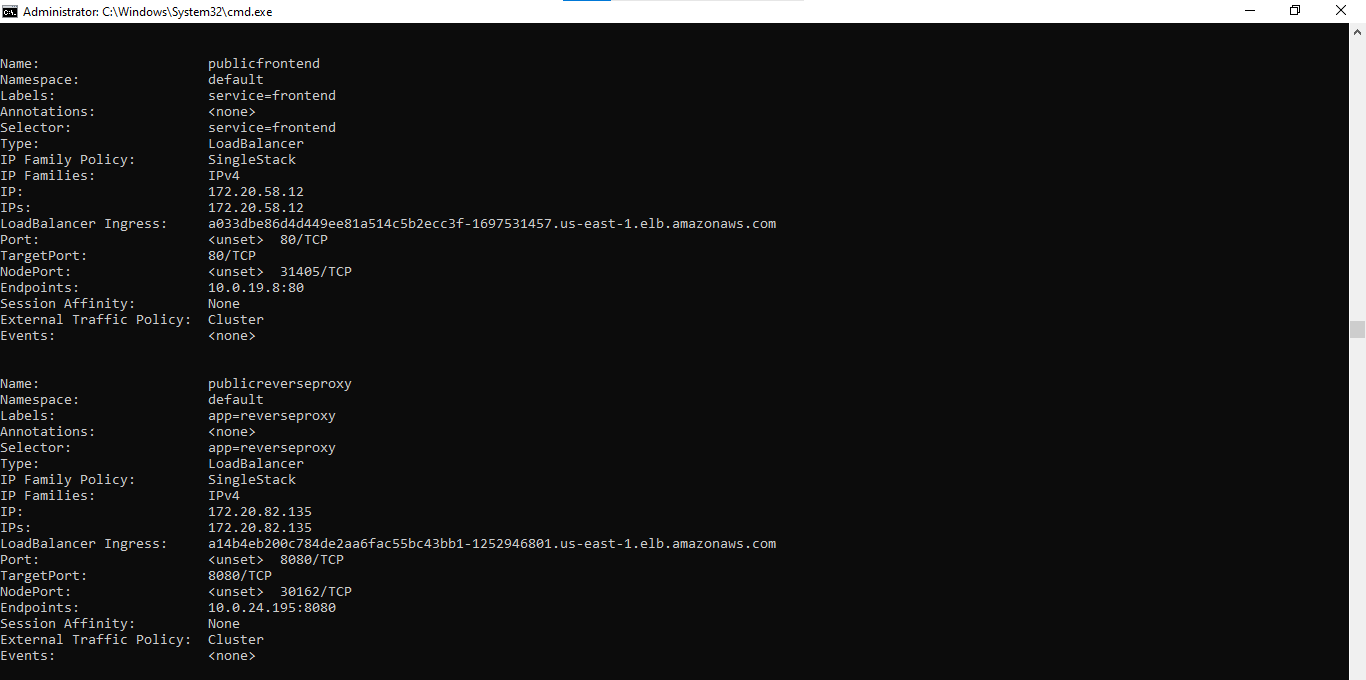 Administrator: C:\Windows\System32\cmd.exe
Name: publicfrontend
Namespace: default
Labels: service=frontend
Annotations: <none>
Selector: service=frontend
Type: LoadBalancer
IP Family Policy: SingleStack
IP Families: IPv4
IP: 172.20.58.12
IPs: 172.20.58.12
LoadBalancer Ingress: a033dbe86d4d449ee81a514c5b2ecc3f-1697531457.us-east-1.elb.amazonaws.com
Port: <unset> 80/TCP
TargetPort: 80/TCP
NodePort: <unset> 31405/TCP
Endpoints: 10.0.19.8:80
Session Affinity: None
External Traffic Policy: Cluster
Events: <none>
Name: publicreverseproxy
Namespace: default
Labels: app=reverseproxy
Annotations: <none>
Selector: app=reverseproxy
Type: LoadBalancer
IP Family Policy: SingleStack
IP Families: IPv4
IP: 172.20.82.135
IPs: 172.20.82.135
LoadBalancer Ingress: a14b4eb200c784de2aa6fac55bc43bb1-1252946801.us-east-1.elb.amazonaws.com
Port: <unset> 8080/TCP
TargetPort: 8080/TCP
NodePort: <unset> 30162/TCP
Endpoints: 10.0.24.195:8080
Session Affinity: None
External Traffic Policy: Cluster
Events: <none>